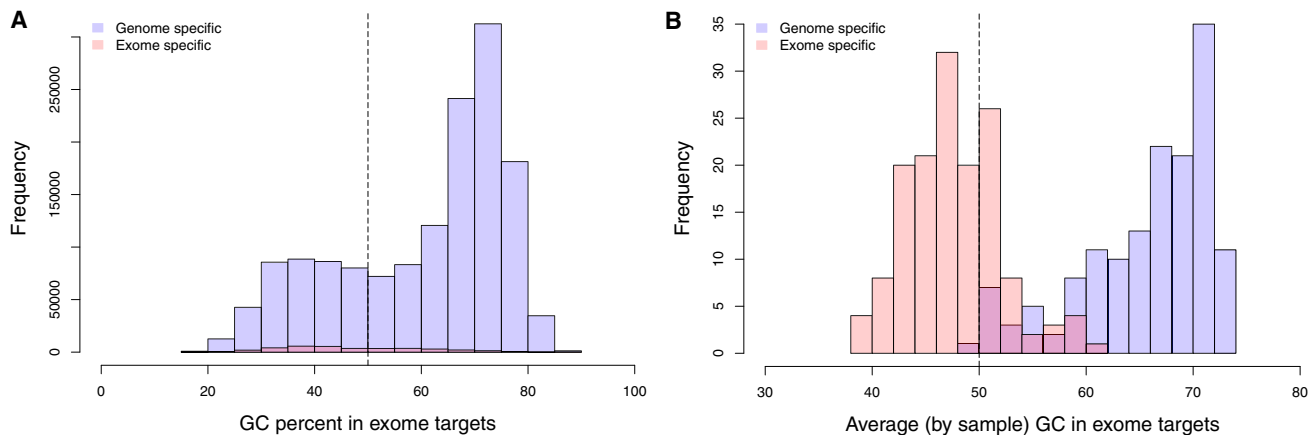 A
Genome specific
Exome specific
Frequency
250000
150000
50000
0
0 20 40 60 80 100
GC percent in exome targets
B
Genome specific
Exome specific
Frequency
35
30
25
20
15
10
5
0
30 40 50 60 70 80
Average (by sample) GC in exome targets